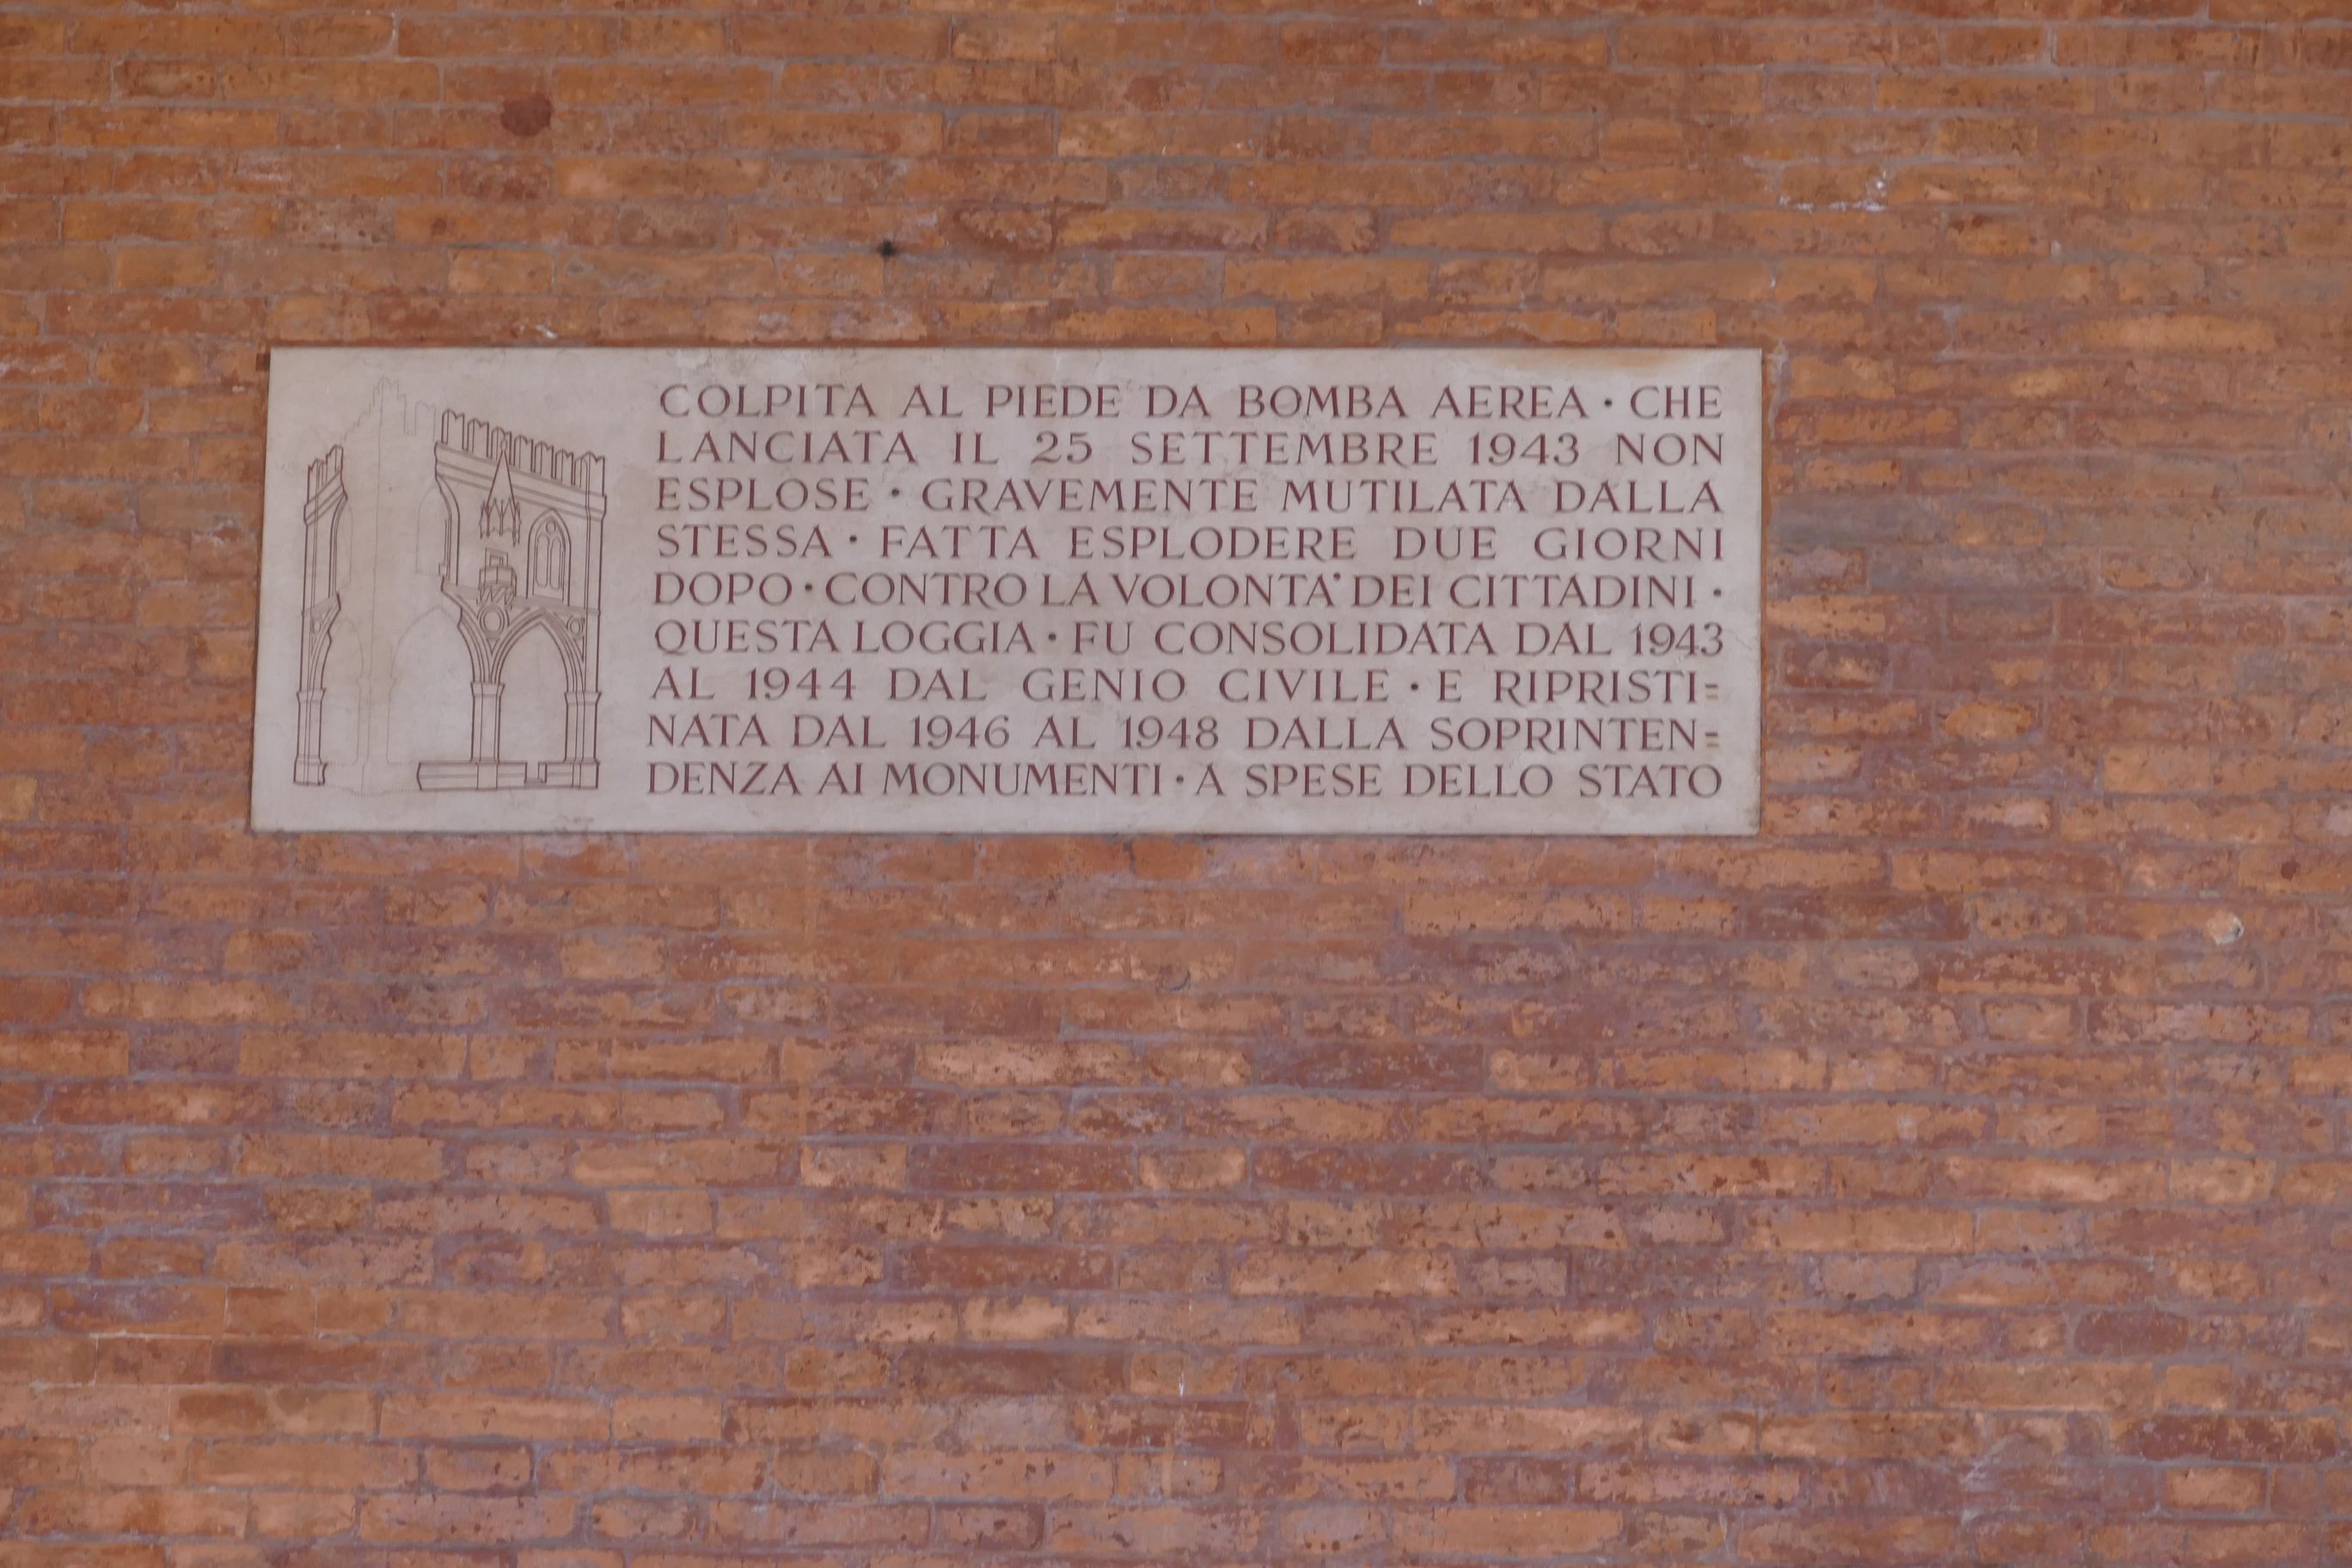 COLPITA AL PIEDE DA BOMBA AEREA · CHE
LANCIATA IL 25 SETTEMBRE 1943 NON
ESPLOSE · GRAVEMENTE MUTILATA DALLA
STESSA · FATTA ESPLODERE DUE GIORNI
DOPO · CONTRO LA VOLONTA' DEI CITTADINI ·
QUESTA LOGGIA · FU CONSOLIDATA DAL 1943
AL 1944 DAL GENIO CIVILE · E RIPRISTI=
NATA DAL 1946 AL 1948 DALLA SOPRINTEN=
DENZA AI MONUMENTI · A SPESE DELLO STATO